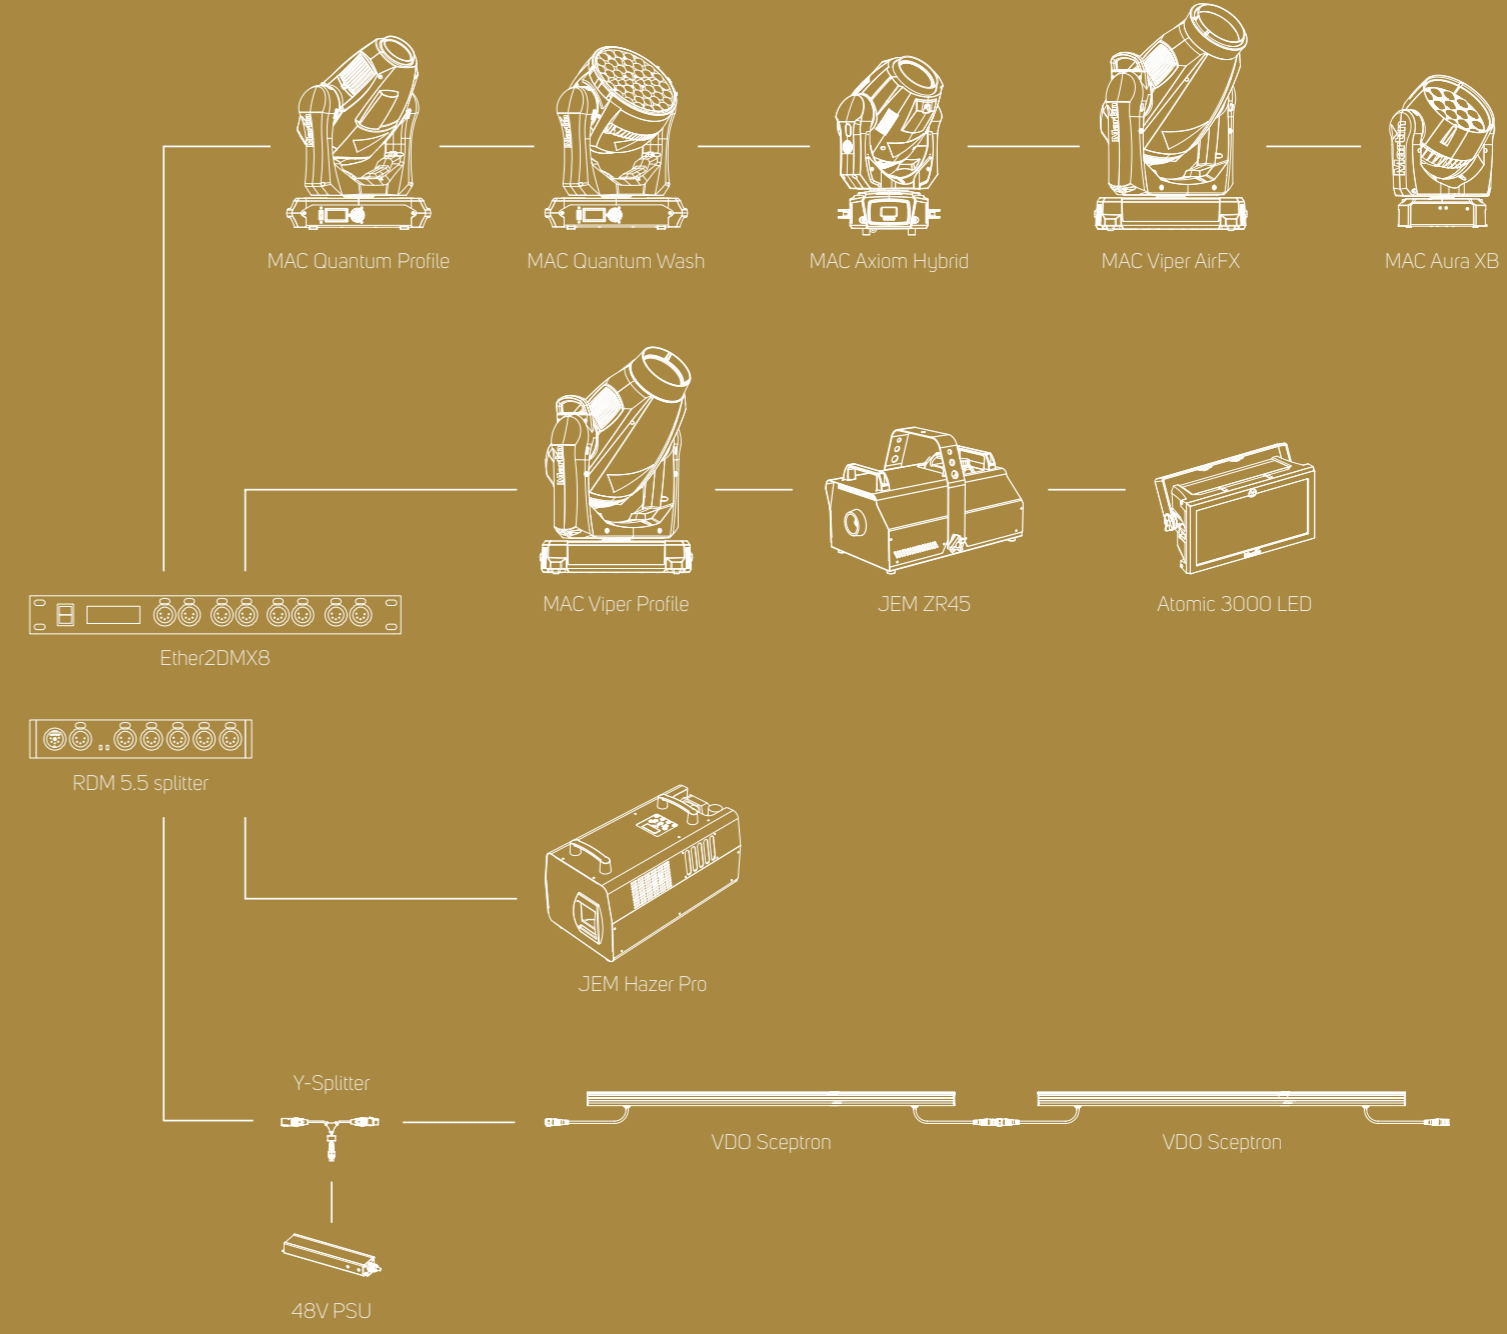 MAC Quantum Profile
MAC Quantum Wash
MAC Axiom Hybrid
MAC Viper AirFX
MAC Aura XB
MAC Viper Profile
JEM ZR45
Atomic 3000 LED
Ether2DMX8
RDM 5.5 splitter
JEM Hazer Pro
Y-Splitter
VDO Sceptron
VDO Sceptron
48V PSU